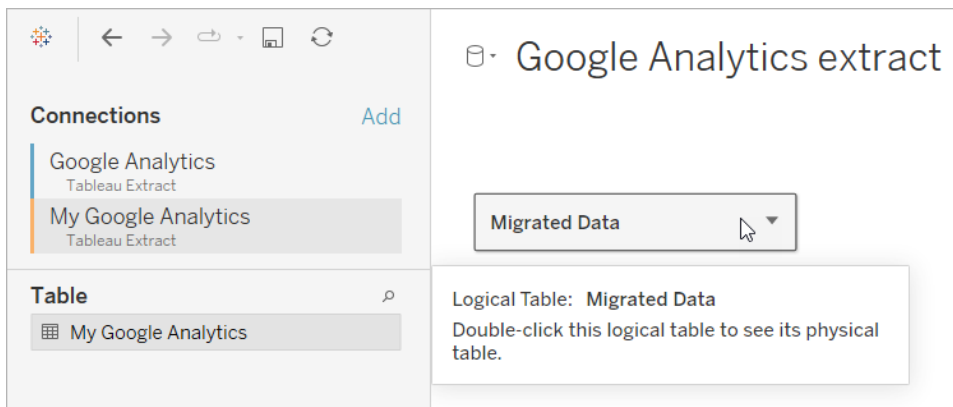 Google Analytics extract
Connections
Add
Google Analytics
Tableau Extract
My Google Analytics
Tableau Extract
Table
My Google Analytics
Migrated Data
Logical Table: Migrated Data
Double-click this logical table to see its physical
table.